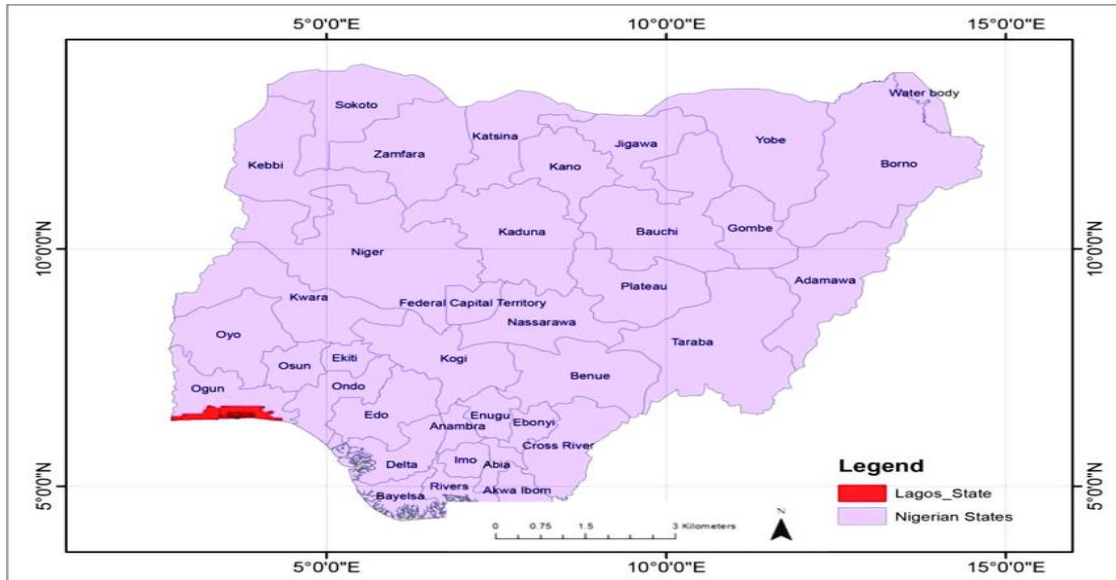 5°0'0"E 10°0'0"E 15°0'0"E
Water body
Sokoto
Katsina
Jigawa
Yobe
Zamfara
Kano
Kebbi
Borno
10°0'0"N
Kaduna
Bauchi
Gombe
10°0'0"N
Niger
Adamawa
Plateau
Kwara
Federal Capital Territory
Nassarawa
Oyo
Taraba
Osun
Ekiti
Kogi
Benue
Ogun
Ondo
Edo
Enugu
Anambra
Ebonyi
Cross River
Imo
Abia
Delta
Legend
5°0'0"N
Rivers
Akwa Ibom
Bayelsa
5°0'0"N
Lagos_State
Nigerian States
N
0 0.75 1.5 3 Kilometers
5°0'0"E 10°0'0"E 15°0'0"E